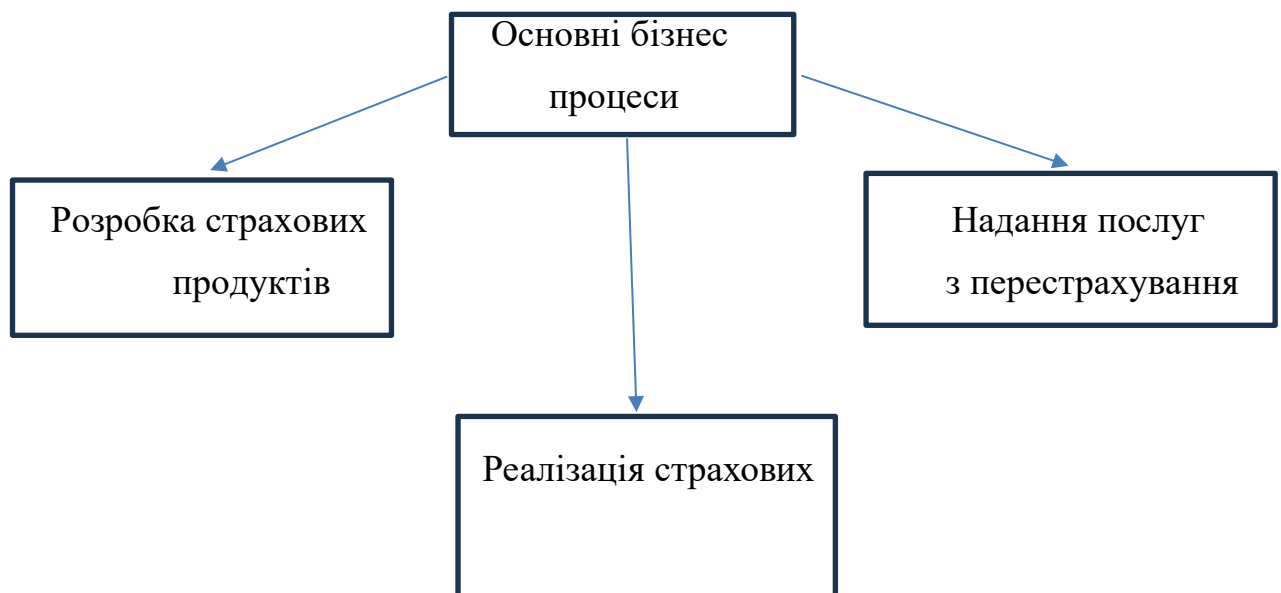 Основні бізнес
процеси
Розробка страхових
продуктів
Надання послуг
з перестрахування
Реалізація страхових